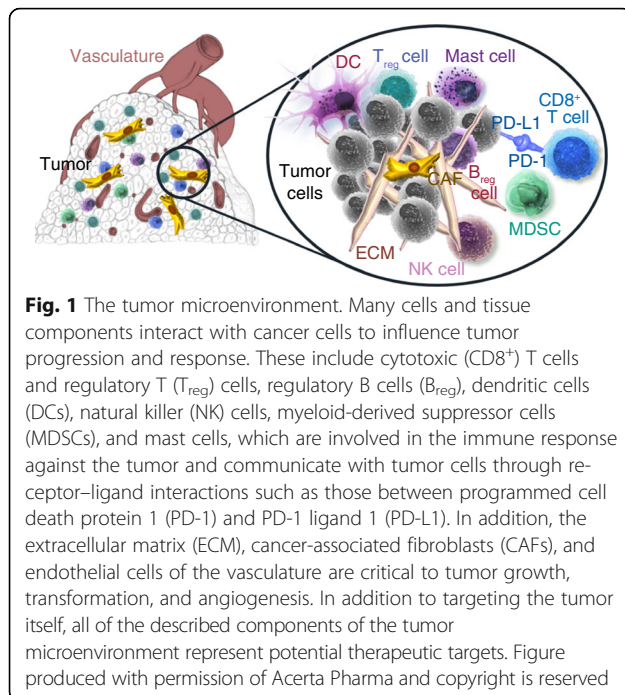 Vasculature
Tumor
DC
Treg cell
Mast cell
CD8+
T cell
PD-L1
PD-1
Tumor
cells
CAF
Breg
cell
MDSC
ECM
NK cell
Fig. 1 The tumor microenvironment. Many cells and tissue
components interact with cancer cells to influence tumor
progression and response. These include cytotoxic (CD8+) T cells
and regulatory T (Treg) cells, regulatory B cells (Breg), dendritic cells
(DCs), natural killer (NK) cells, myeloid-derived suppressor cells
(MDSCs), and mast cells, which are involved in the immune response
against the tumor and communicate with tumor cells through re-
ceptor–ligand interactions such as those between programmed cell
death protein 1 (PD-1) and PD-1 ligand 1 (PD-L1). In addition, the
extracellular matrix (ECM), cancer-associated fibroblasts (CAFs), and
endothelial cells of the vasculature are critical to tumor growth,
transformation, and angiogenesis. In addition to targeting the tumor
itself, all of the described components of the tumor
microenvironment represent potential therapeutic targets. Figure
produced with permission of Acerta Pharma and copyright is reserved